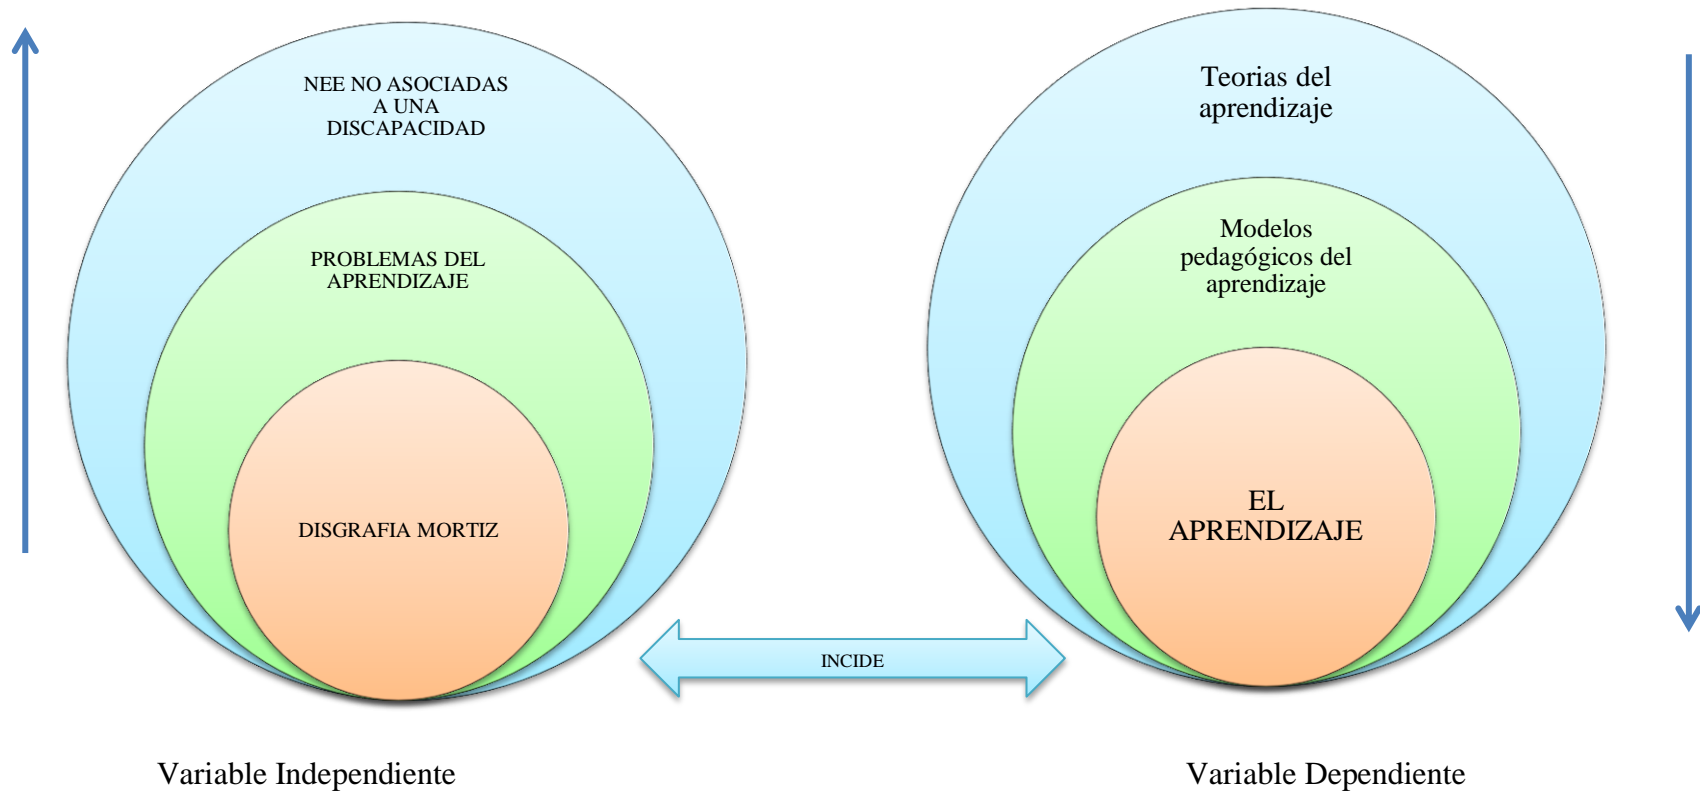 NEE NO ASOCIADAS
A UNA
DISCAPACIDAD
PROBLEMAS DEL
APRENDIZAJE
DISGRAFIA MORTIZ
Teorias del
aprendizaje
Modelos
pedagógicos del
aprendizaje
EL
APRENDIZAJE
INCIDE
Variable Independiente
Variable Dependiente